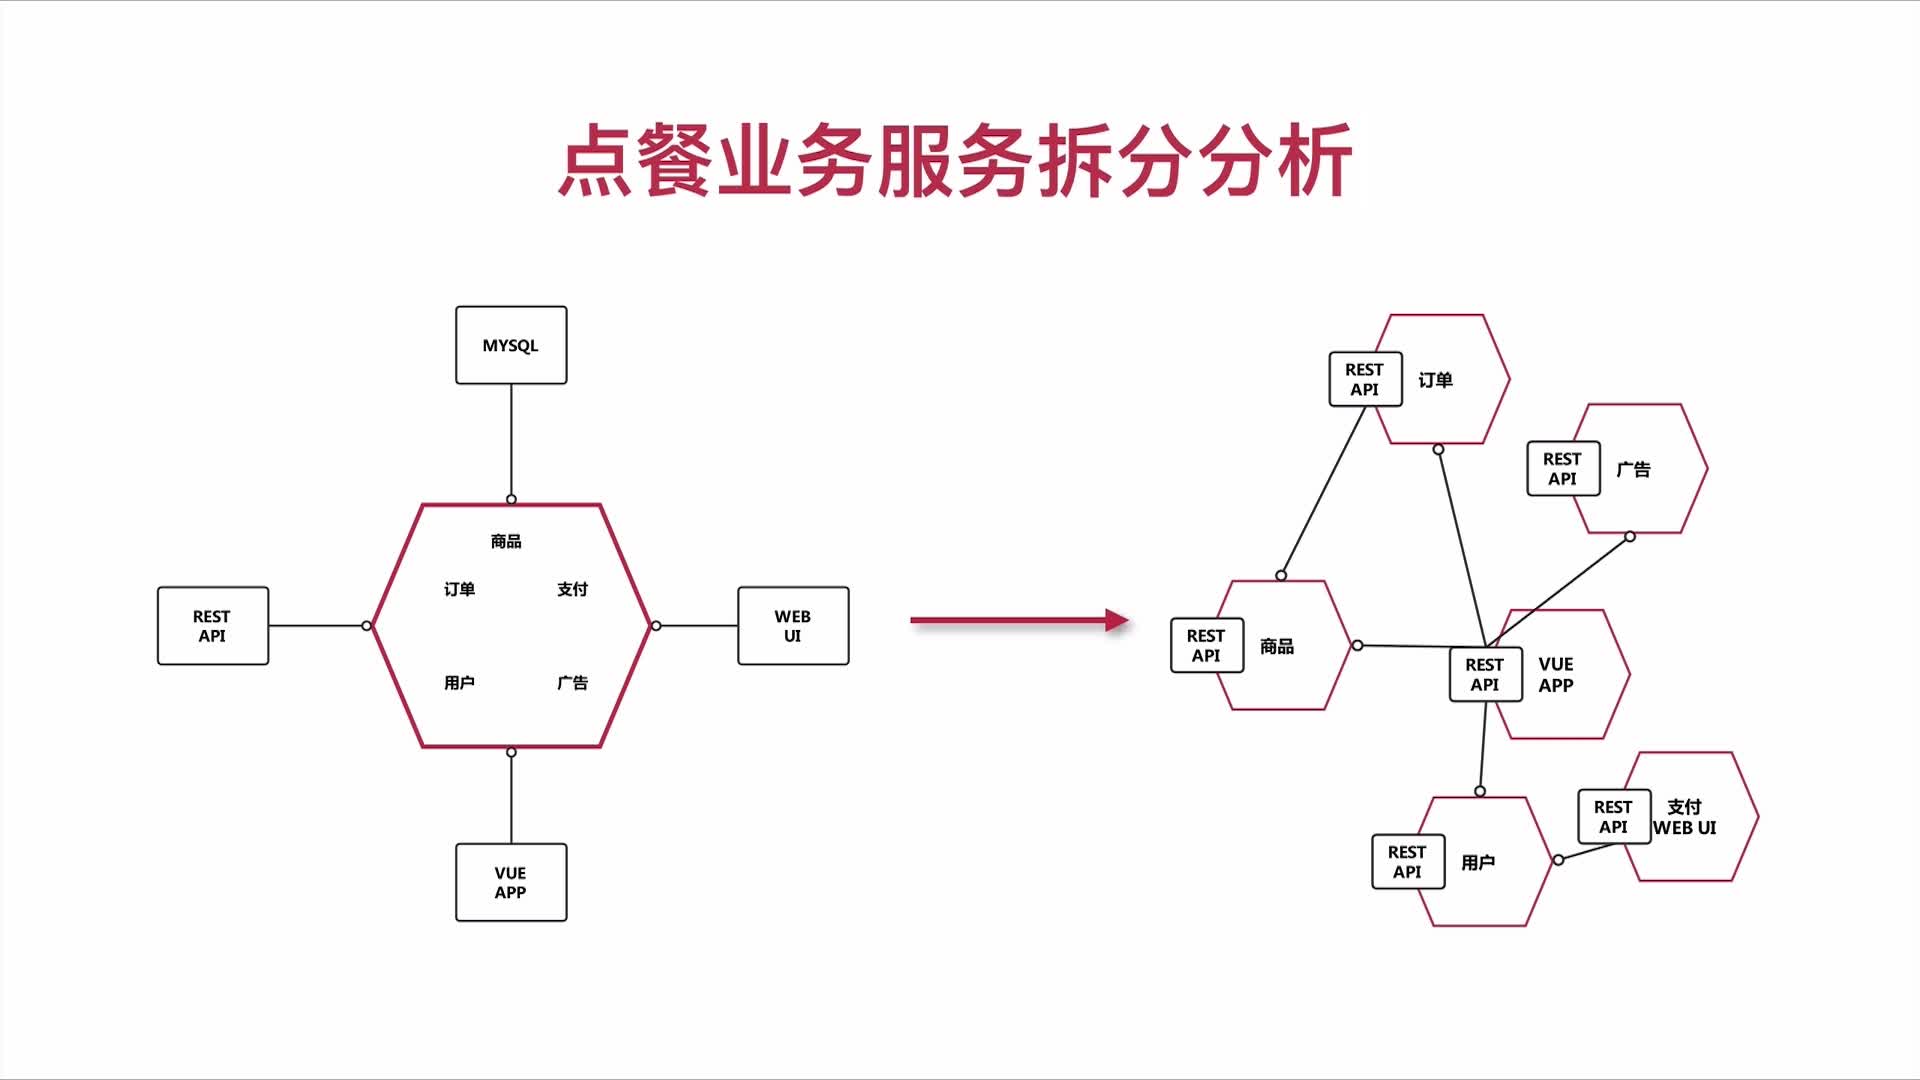 点餐业务服务拆分分析
MYSQL
商品
订单
支付
REST
API
WEB
UI
用户
广告
VUE
APP
REST
API
订单
REST
API
广告
REST
API
商品
REST
API
VUE
APP
REST
API
支付
WEB UI
REST
API
用户